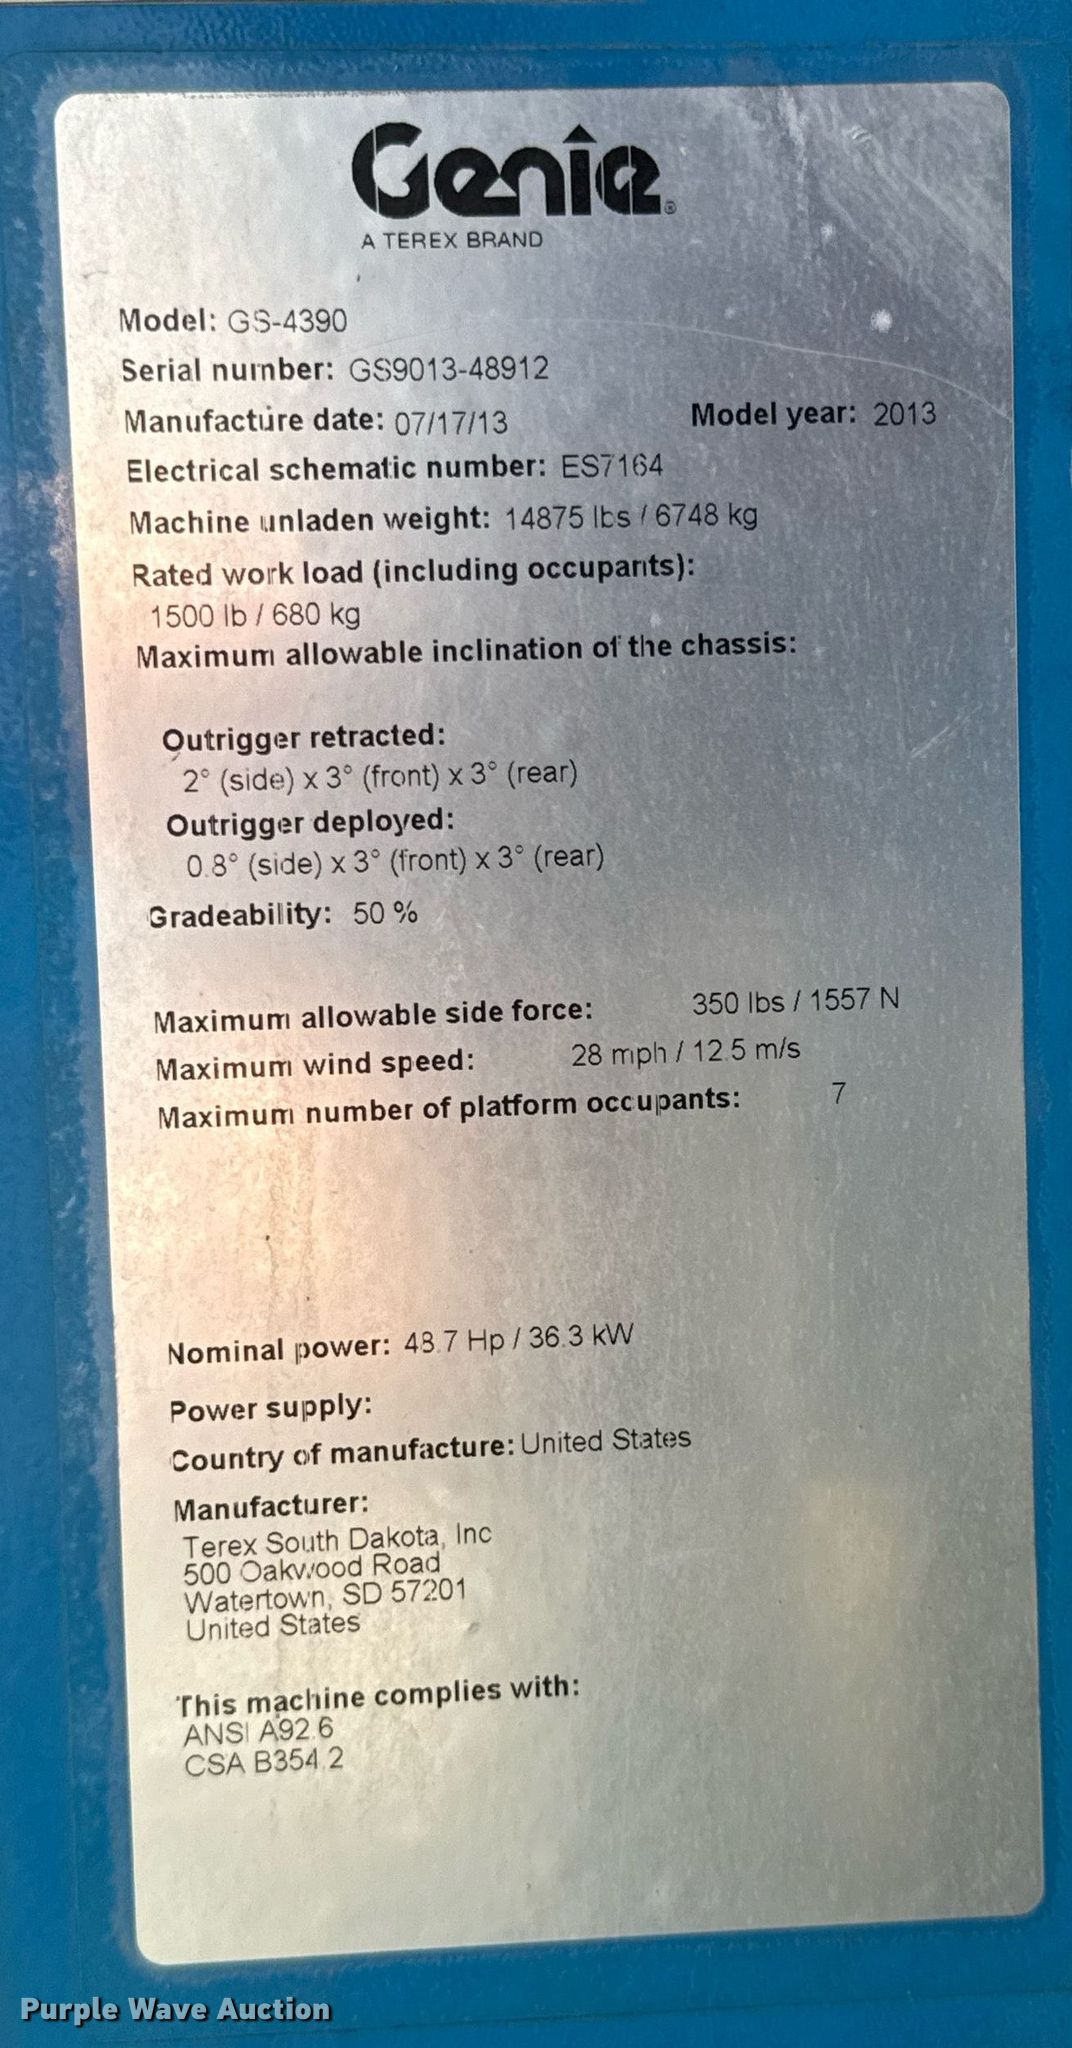 Genie®
A TEREX BRAND
Model: GS-4390
Serial number: GS9013-48912
Manufacture date: 07/17/13 Model year: 2013
Electrical schematic number: ES7164
Machine unladen weight: 14875 lbs / 6748 kg
Rated work load (including occupants):
1500 lb / 680 kg
Maximum allowable inclination of the chassis:
Outrigger retracted:
2° (side) x 3° (front) x 3° (rear)
Outrigger deployed:
0.8° (side) x 3° (front) x 3° (rear)
Gradeability: 50 %
Maximum allowable side force: 350 lbs / 1557 N
Maximum wind speed: 28 mph / 12.5 m/s
Maximum number of platform occupants: 7
Nominal power: 48.7 Hp / 36.3 kW
Power supply:
Country of manufacture: United States
Manufacturer:
Terex South Dakota, Inc
500 Oakwood Road
Watertown, SD 57201
United States
This machine complies with:
ANSI A92.6
CSA B354.2
Purple Wave Auction